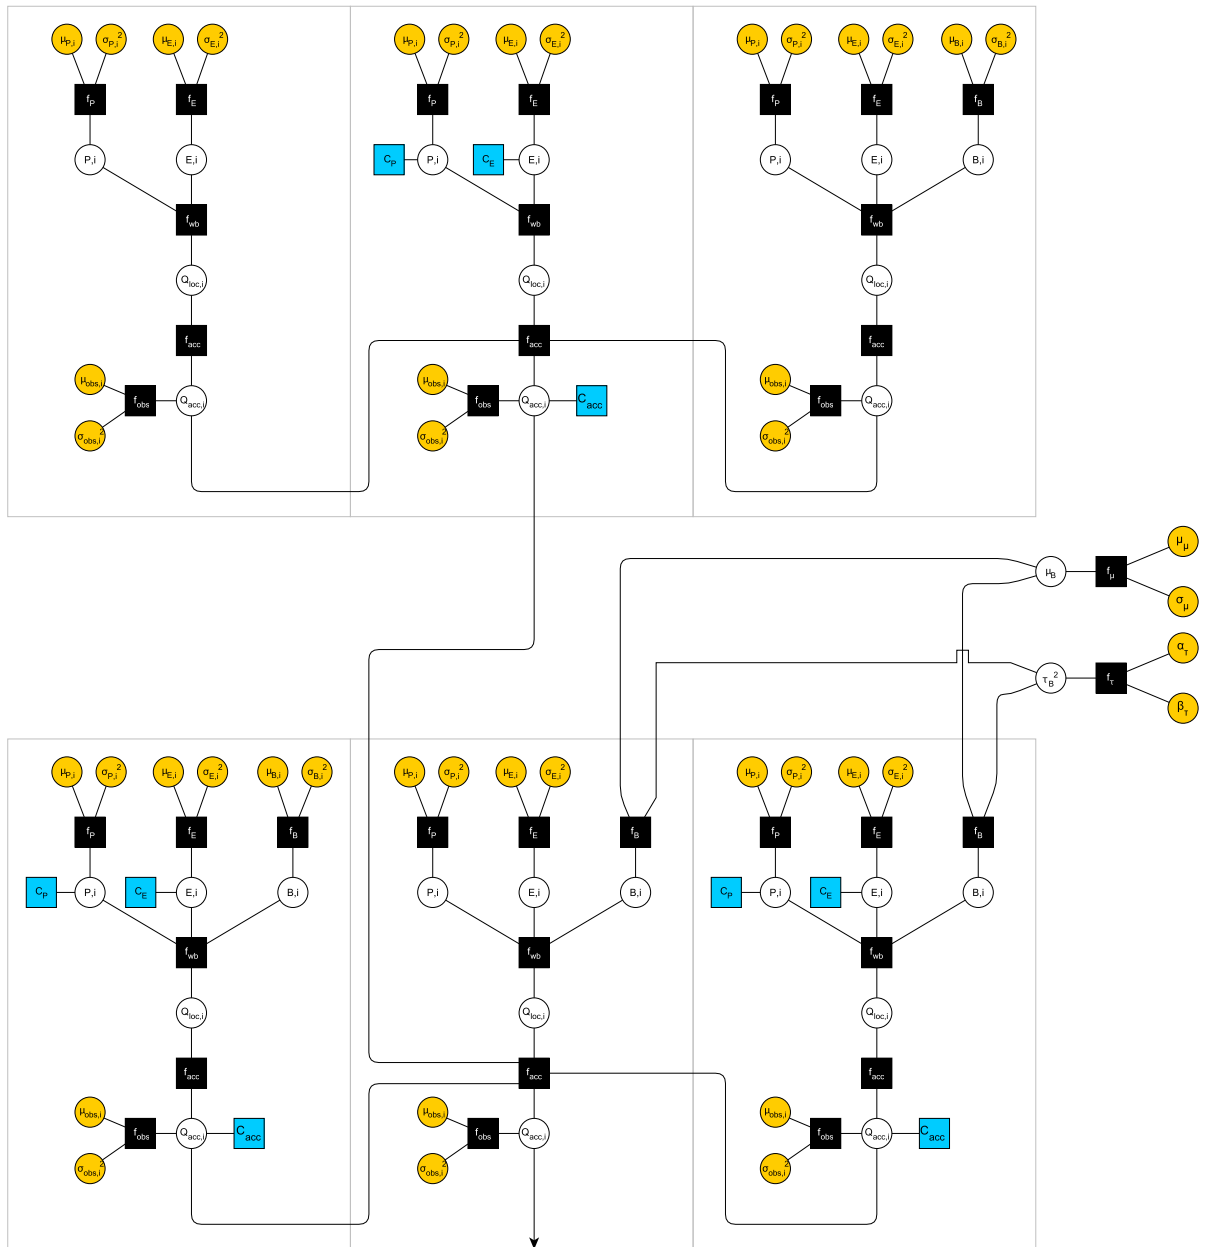 μP,i σP,i² μE,i σE,i² μP,i σP,i² μE,i σE,i² μP,i σP,i² μE,i σE,i² μB,i σB,i²
fP fE fP fE fP fE fB
P,i E,i CP P,i CE E,i P,i E,i B,i
fwb fwb fwb
Qloc,i Qloc,i Qloc,i
facc facc facc
μobs,i μobs,i μobs,i
fobs Qacc,i fobs Qacc,i Cacc fobs Qacc,i
σobs,i² σobs,i² σobs,i²
μμ
μB fμ
σμ
ατ
τB² fτ
βτ
μP,i σP,i² μE,i σE,i² μB,i σB,i² μP,i σP,i² μE,i σE,i² μP,i σP,i² μE,i σE,i²
fP fE fB fP fE fB fP fE fB
CP P,i CE E,i B,i P,i E,i B,i CP P,i CE E,i B,i
fwb fwb fwb
Qloc,i Qloc,i Qloc,i
facc facc facc
μobs,i μobs,i μobs,i
fobs Qacc,i Cacc fobs Qacc,i fobs Qacc,i Cacc
σobs,i² σobs,i² σobs,i²